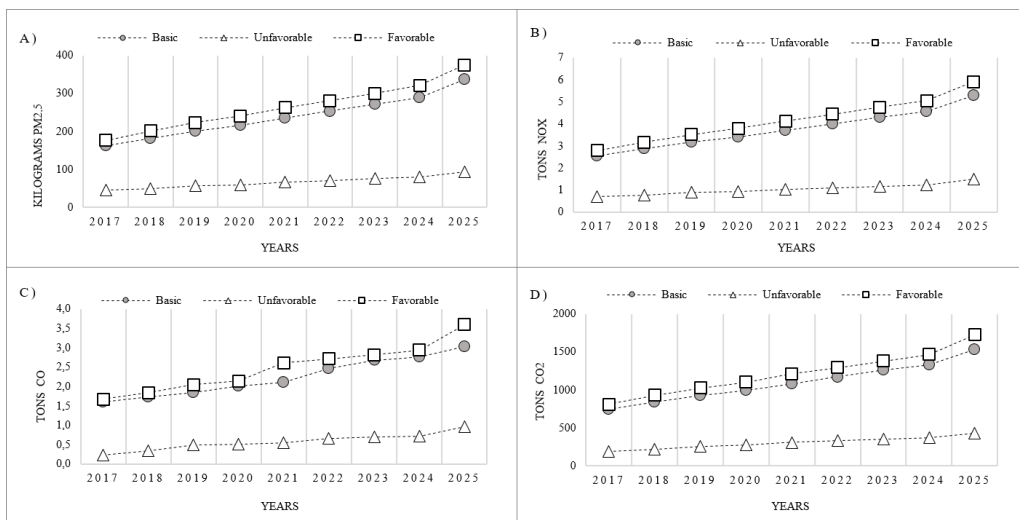 A )
Basic Unfavorable Favorable
400
300
200
100
0
KILOGRAMS PM2.5
2017 2018 2019 2020 2021 2022 2023 2024 2025
YEARS
B )
Basic Unfavorable Favorable
7
6
5
4
3
2
1
0
TONS NOX
2017 2018 2019 2020 2021 2022 2023 2024 2025
YEARS
C )
Basic Unfavorable Favorable
4,0
3,5
3,0
2,5
2,0
1,5
1,0
0,5
0,0
TONS CO
2017 2018 2019 2020 2021 2022 2023 2024 2025
YEARS
D )
Basic Unfavorable Favorable
2000
1500
1000
500
0
TONS CO2
2017 2018 2019 2020 2021 2022 2023 2024 2025
YEARS